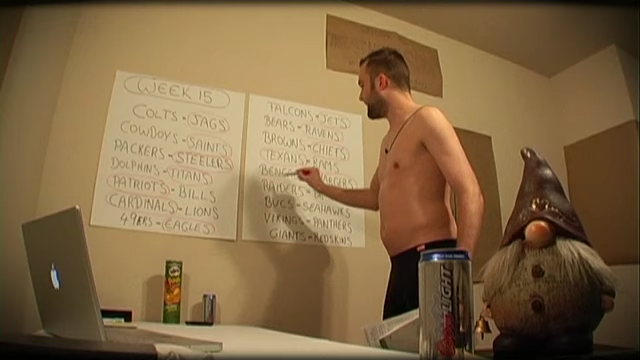 WEEK 15
COLTS - JAGS
COWBOYS - SAINTS
PACKERS - STEELERS
DOLPHINS - TITANS
PATRIOTS - BILLS
CARDINALS - LIONS
49ERS - EAGLES
FALCONS - JETS
BEARS - RAVENS
BROWNS - CHIEFS
TEXANS - RAMS
RAIDERS -
BUCS - SEAHAWKS
VIKINGS - PANTHERS
GIANTS - REDSKINS
Pringles
LIGHT